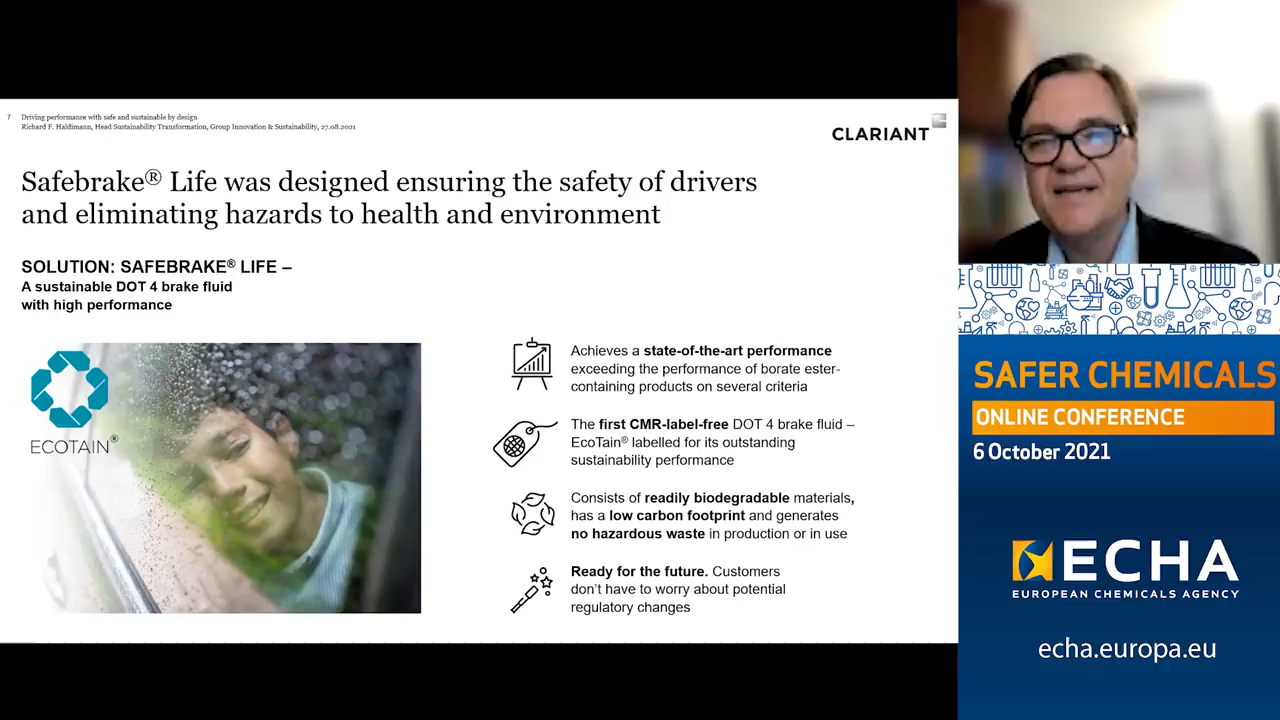 7 Driving performance with safe and sustainable by design
Richard F. Haldimann, Head Sustainability Transformation, Group Innovation & Sustainability, 27.08.2021
CLARIANT
Safebrake® Life was designed ensuring the safety of drivers
and eliminating hazards to health and environment
SOLUTION: SAFEBRAKE® LIFE –
A sustainable DOT 4 brake fluid
with high performance
ECOTAIN®
Achieves a state-of-the-art performance
exceeding the performance of borate ester-
containing products on several criteria
The first CMR-label-free DOT 4 brake fluid –
EcoTain® labelled for its outstanding
sustainability performance
Consists of readily biodegradable materials,
has a low carbon footprint and generates
no hazardous waste in production or in use
Ready for the future. Customers
don't have to worry about potential
regulatory changes
SAFER CHEMICALS
ONLINE CONFERENCE
6 October 2021
ECHA
EUROPEAN CHEMICALS AGENCY
echa.europa.eu